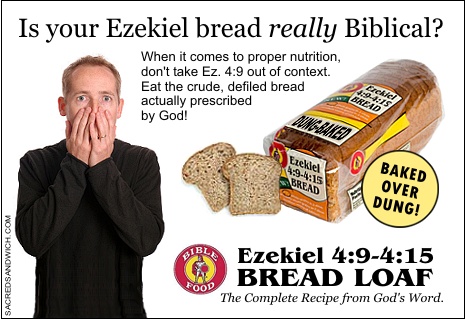 Is your Ezekiel bread really Biblical?
When it comes to proper nutrition,
don't take Ez. 4:9 out of context.
Eat the crude, defiled bread
actually prescribed
by God!
Ezekiel
4:9-4:15
BREAD
DUNG-BAKED
Ezekiel
4:9-4:15
BREAD
BAKED
OVER
DUNG!
BIBLE
FOOD
Ezekiel 4:9-4:15
BREAD LOAF
The Complete Recipe from God's Word.
SACREDSANDWICH.COM